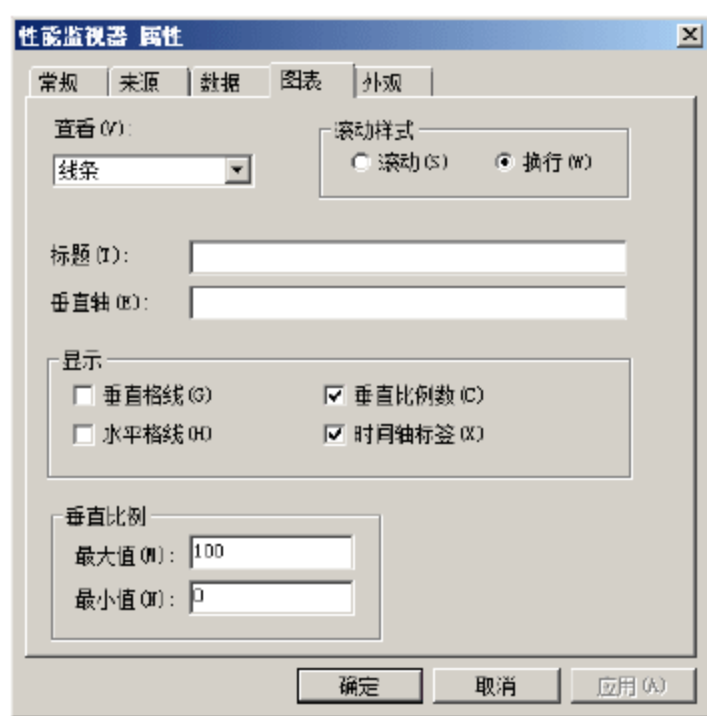 性能监视器 属性
常规 来源 数据 图表 外观
查看(V):
滚动样式
线条
滚动(S) 换行(W)
标题(T):
垂直轴(E):
显示
垂直格线(G) 垂直比例数(C)
水平格线(H) 时间轴标签(X)
垂直比例
最大值(M): 100
最小值(N): 0
确定 取消 应用(A)